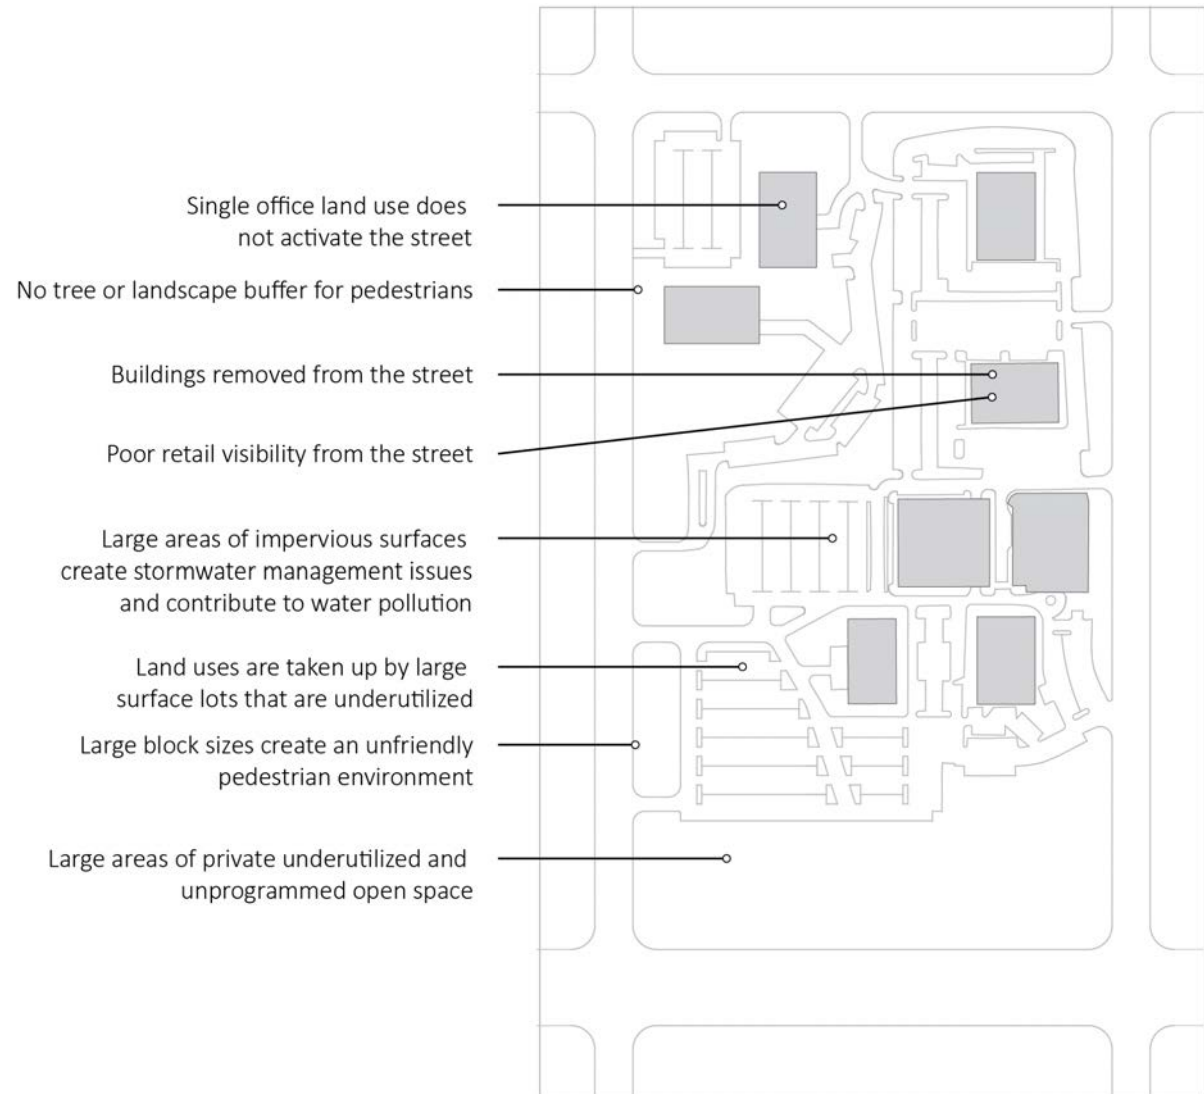 Single office land use does
not activate the street
No tree or landscape buffer for pedestrians
Buildings removed from the street
Poor retail visibility from the street
Large areas of impervious surfaces
create stormwater management issues
and contribute to water pollution
Land uses are taken up by large
surface lots that are underutilized
Large block sizes create an unfriendly
pedestrian environment
Large areas of private underutilized and
unprogrammed open space